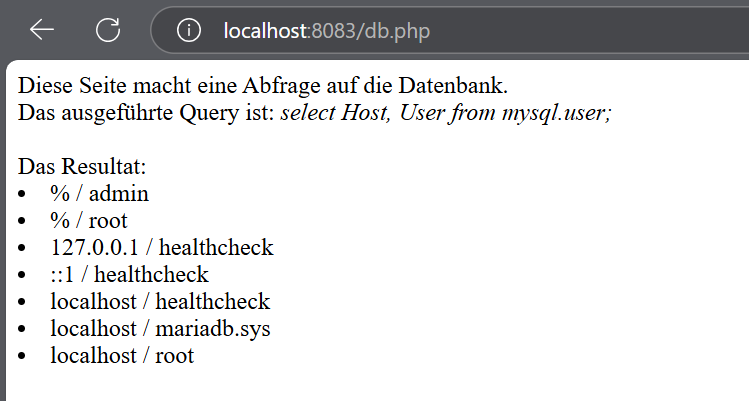 localhost:8083/db.php
Diese Seite macht eine Abfrage auf die Datenbank.
Das ausgeführte Query ist: select Host, User from mysql.user;
Das Resultat:
• % / admin
• % / root
• 127.0.0.1 / healthcheck
• ::1 / healthcheck
• localhost / healthcheck
• localhost / mariadb.sys
• localhost / root